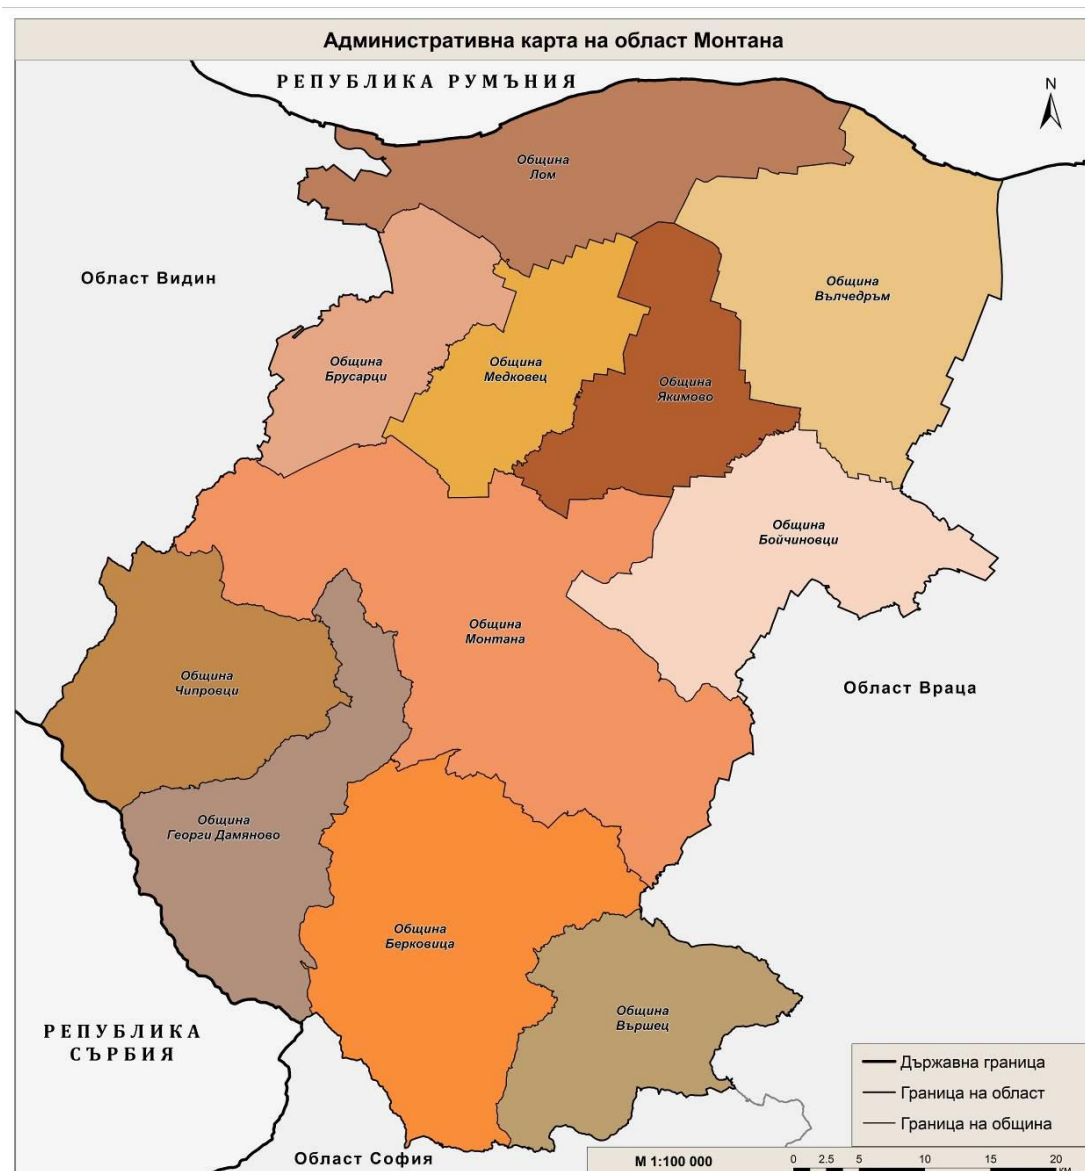 Административна карта на област Монтана
РЕПУБЛИКА РУМЪНИЯ
N
Община
Лом
Област Видин
Община
Вълчедръм
Община
Брусарци
Община
Медковец
Община
Якимово
Община
Бойчиновци
Община
Монтана
Община
Чипровци
Област Враца
Община
Георги Дамяново
Община
Берковица
Община
Вършец
РЕПУБЛИКА
СЪРБИЯ
Държавна граница
Граница на област
Граница на община
Област София
М 1:100 000
0 2.5 5 10 15 20
КМ